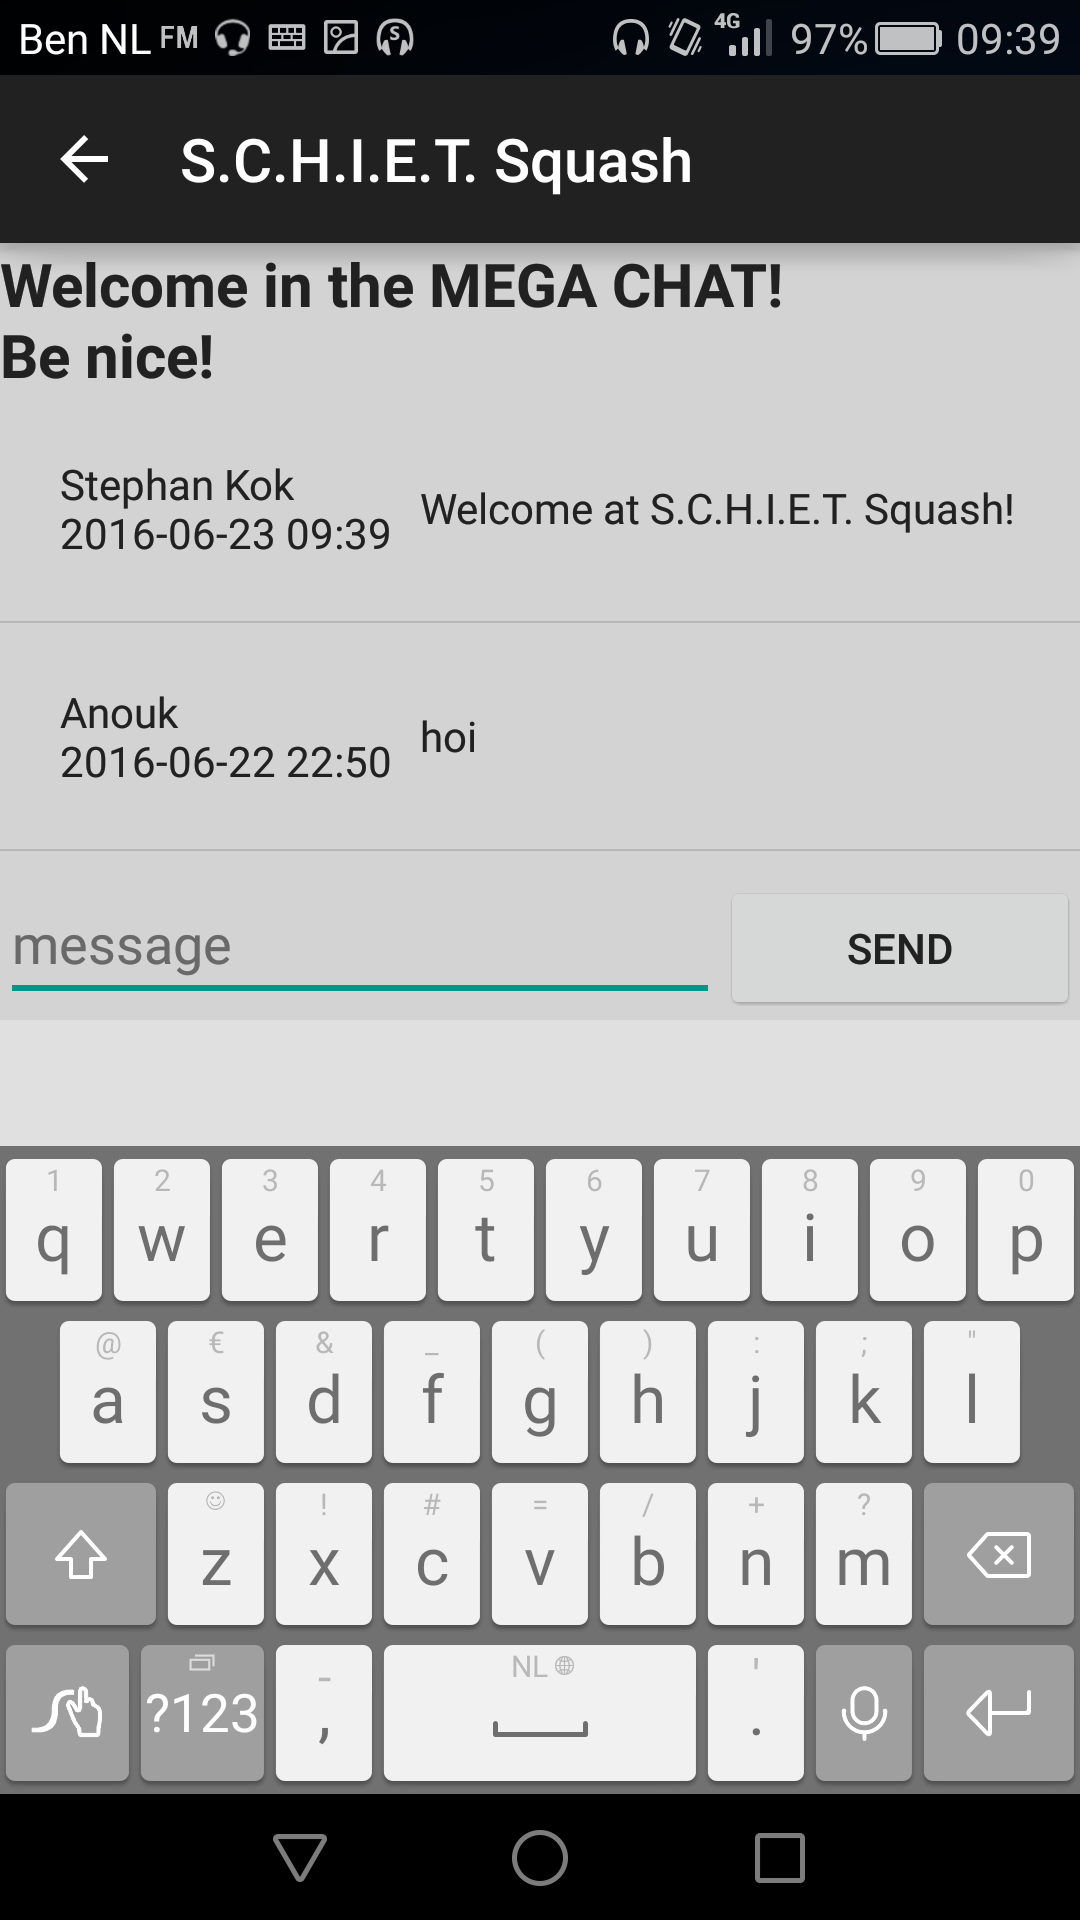 Ben NL FM 4G 97% 09:39
S.C.H.I.E.T. Squash
Welcome in the MEGA CHAT!
Be nice!
Stephan Kok
2016-06-23 09:39
Welcome at S.C.H.I.E.T. Squash!
Anouk
2016-06-22 22:50
hoi
message
SEND
1 2 3 4 5 6 7 8 9 0
q w e r t y u i o p
@ € & _ ( ) : ; "
a s d f g h j k l
! # = / + ?
z x c v b n m
- NL '
?123 , .